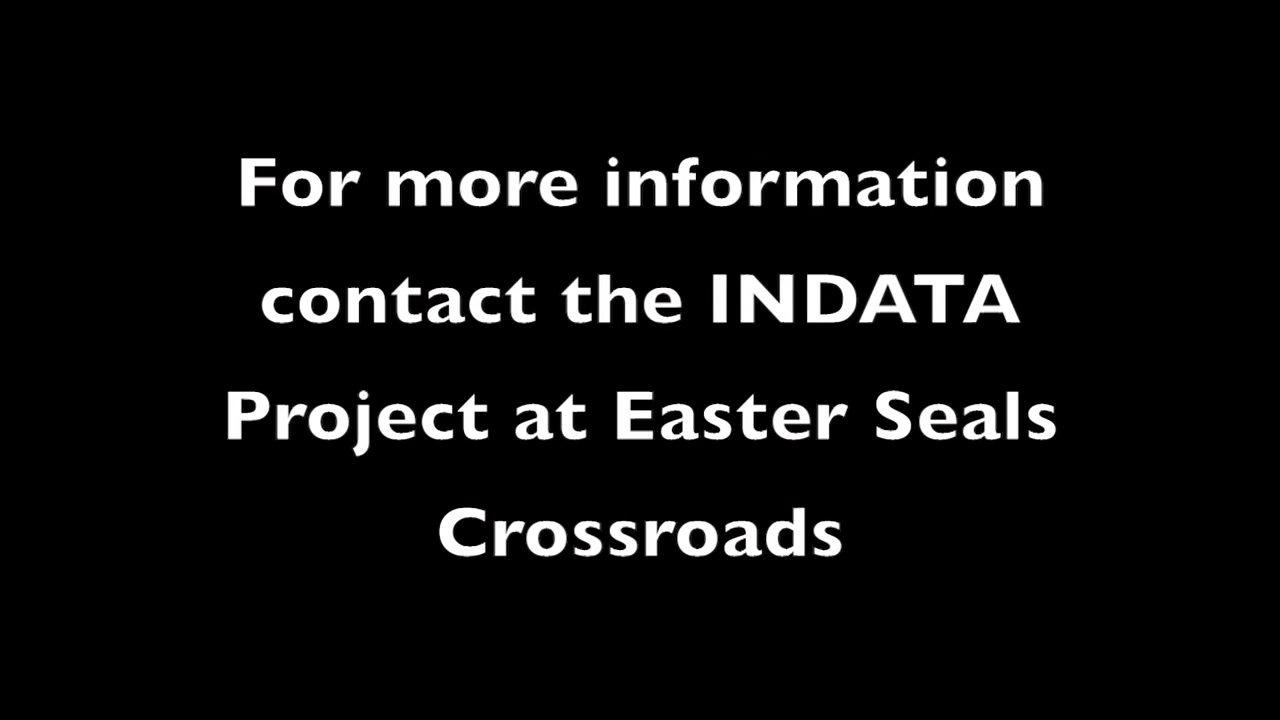 For more information
contact the INDATA
Project at Easter Seals
Crossroads